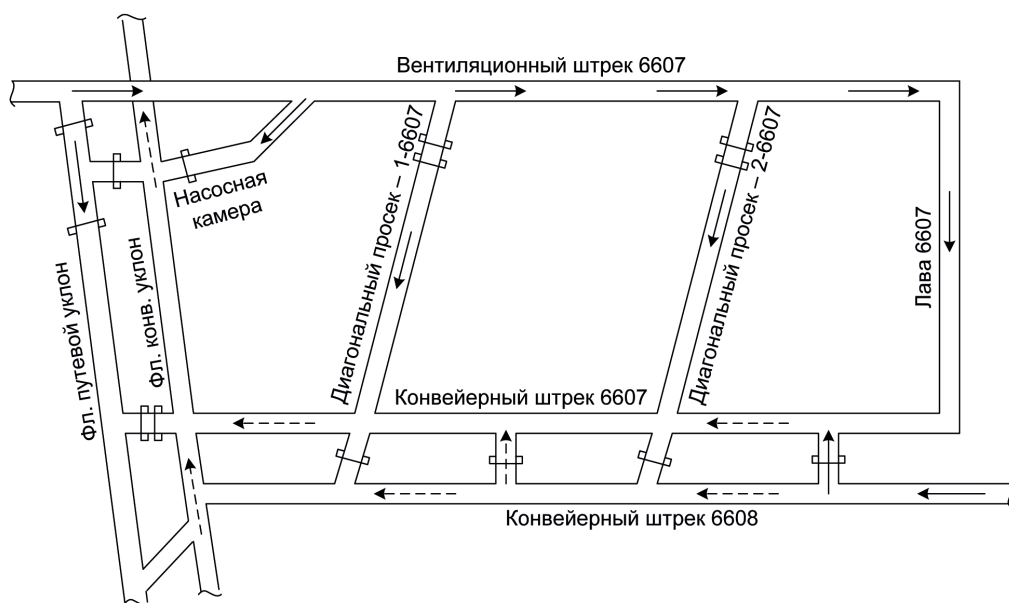 Вентиляционный штрек 6607
Насосная
камера
Диагональный просек – 1-6607
Диагональный просек – 2-6607
Лава 6607
Фл. путевой уклон
Фл. конв. уклон
Конвейерный штрек 6607
Конвейерный штрек 6608